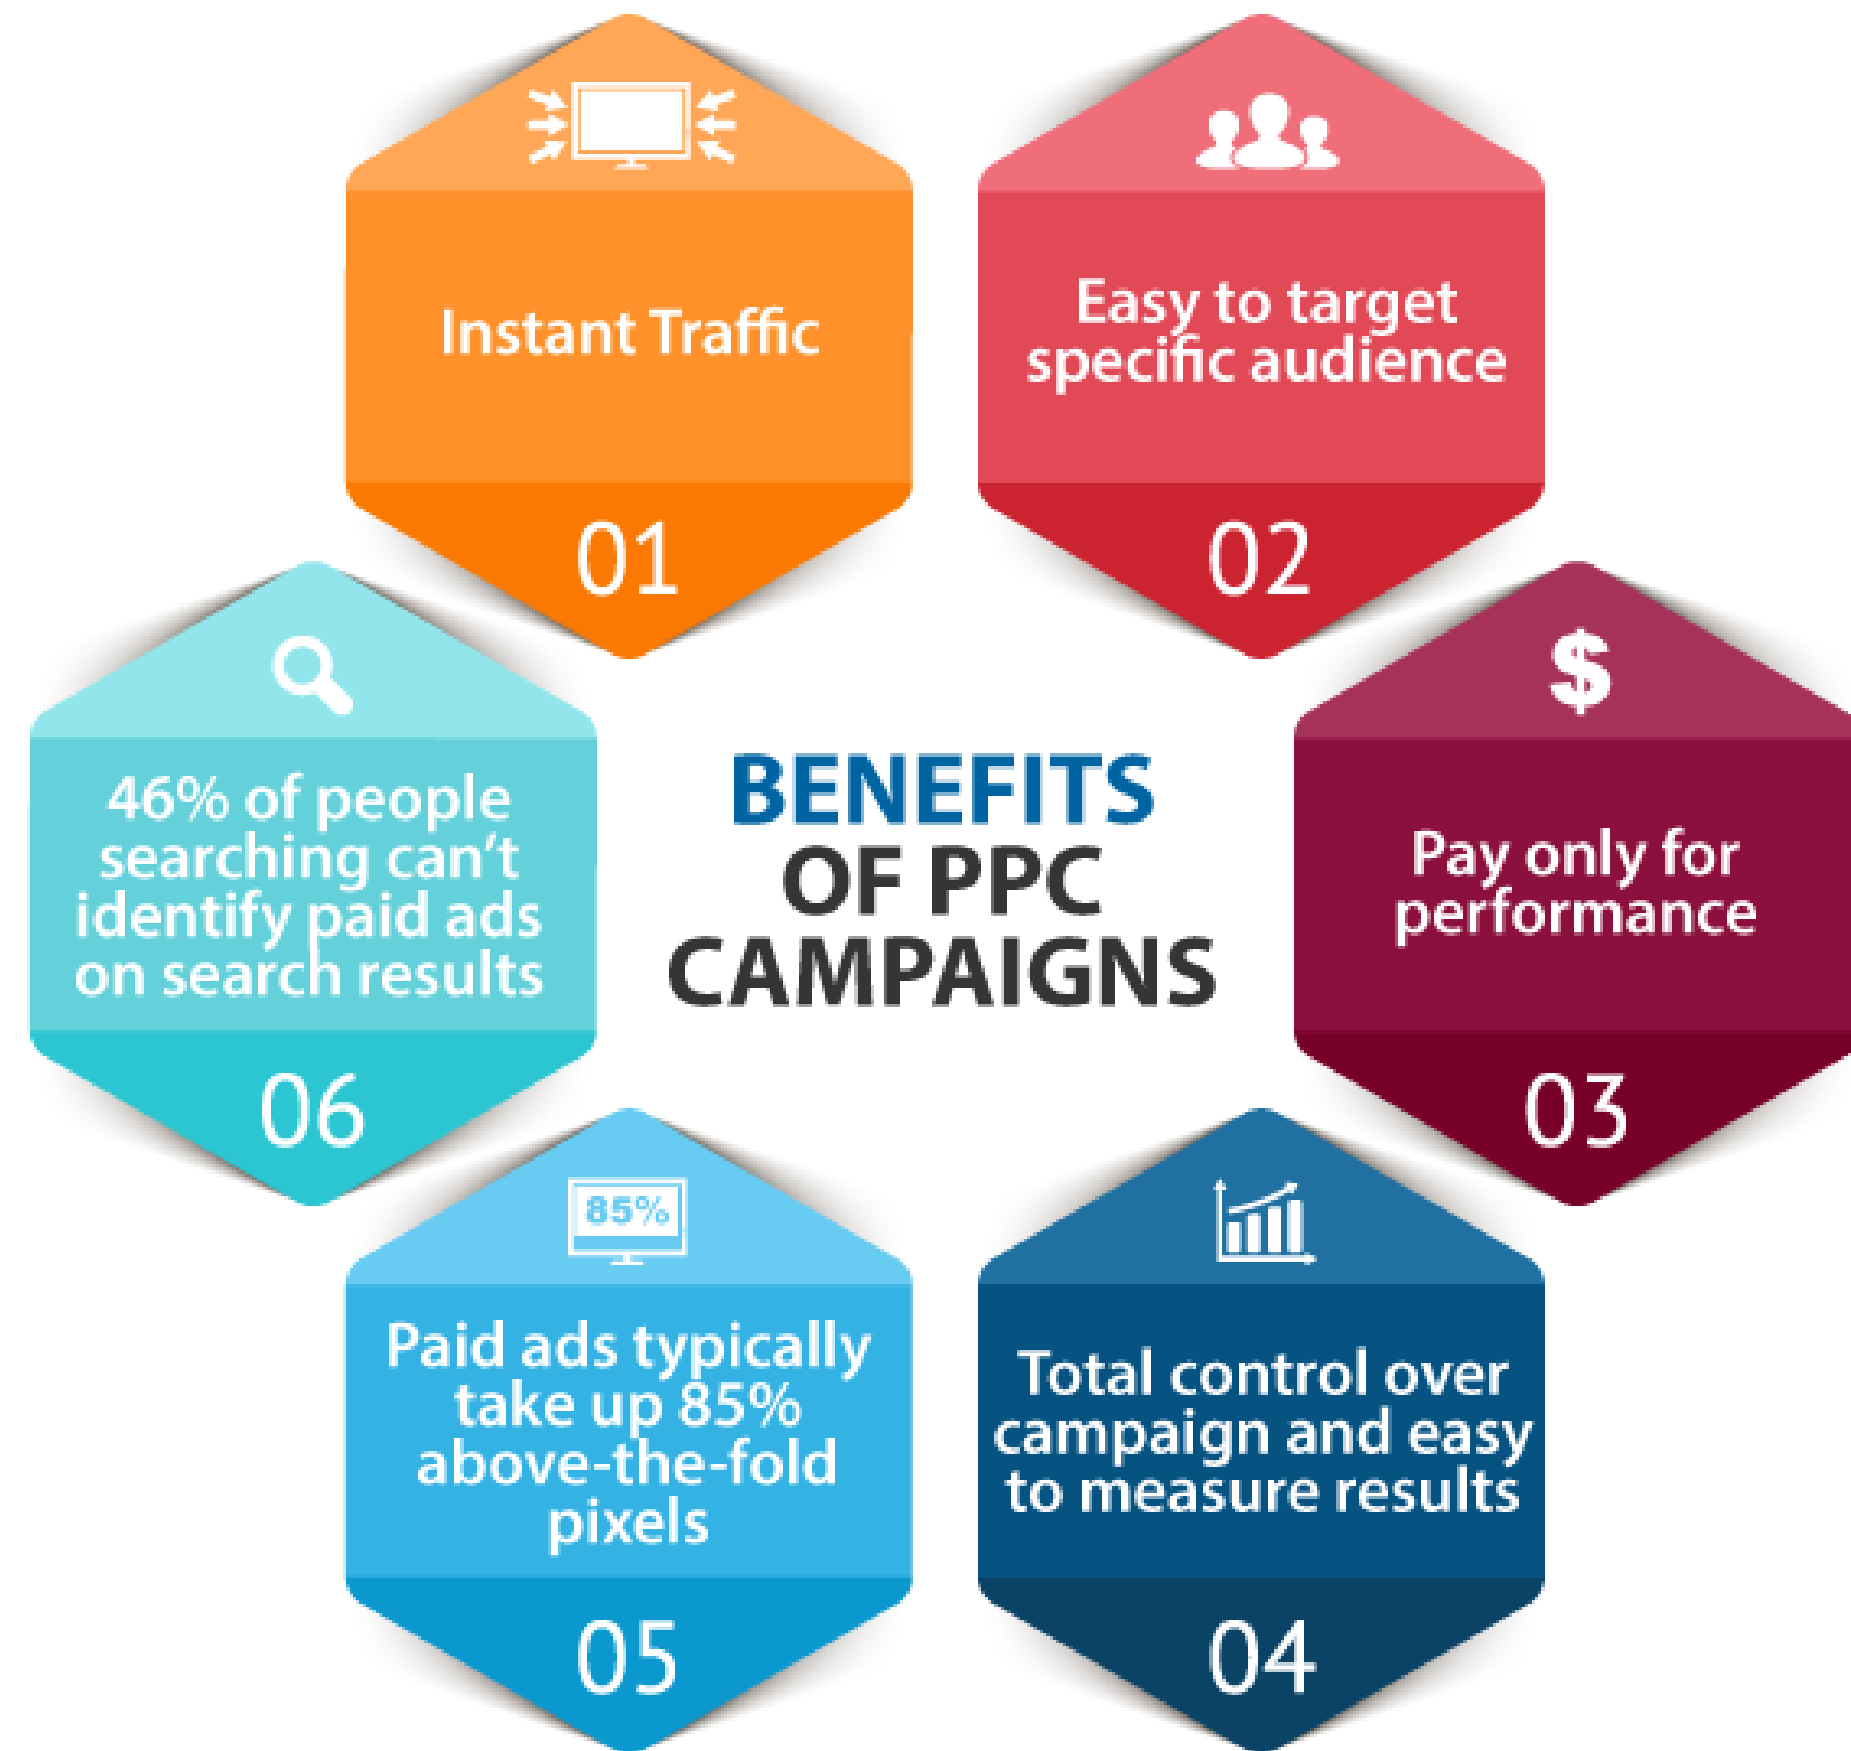 Instant Traffic
01
Easy to target
specific audience
02
BENEFITS
OF PPC
CAMPAIGNS
$
Pay only for
performance
03
Total control over
campaign and easy
to measure results
04
85%
Paid ads typically
take up 85%
above-the-fold
pixels
05
46% of people
searching can't
identify paid ads
on search results
06